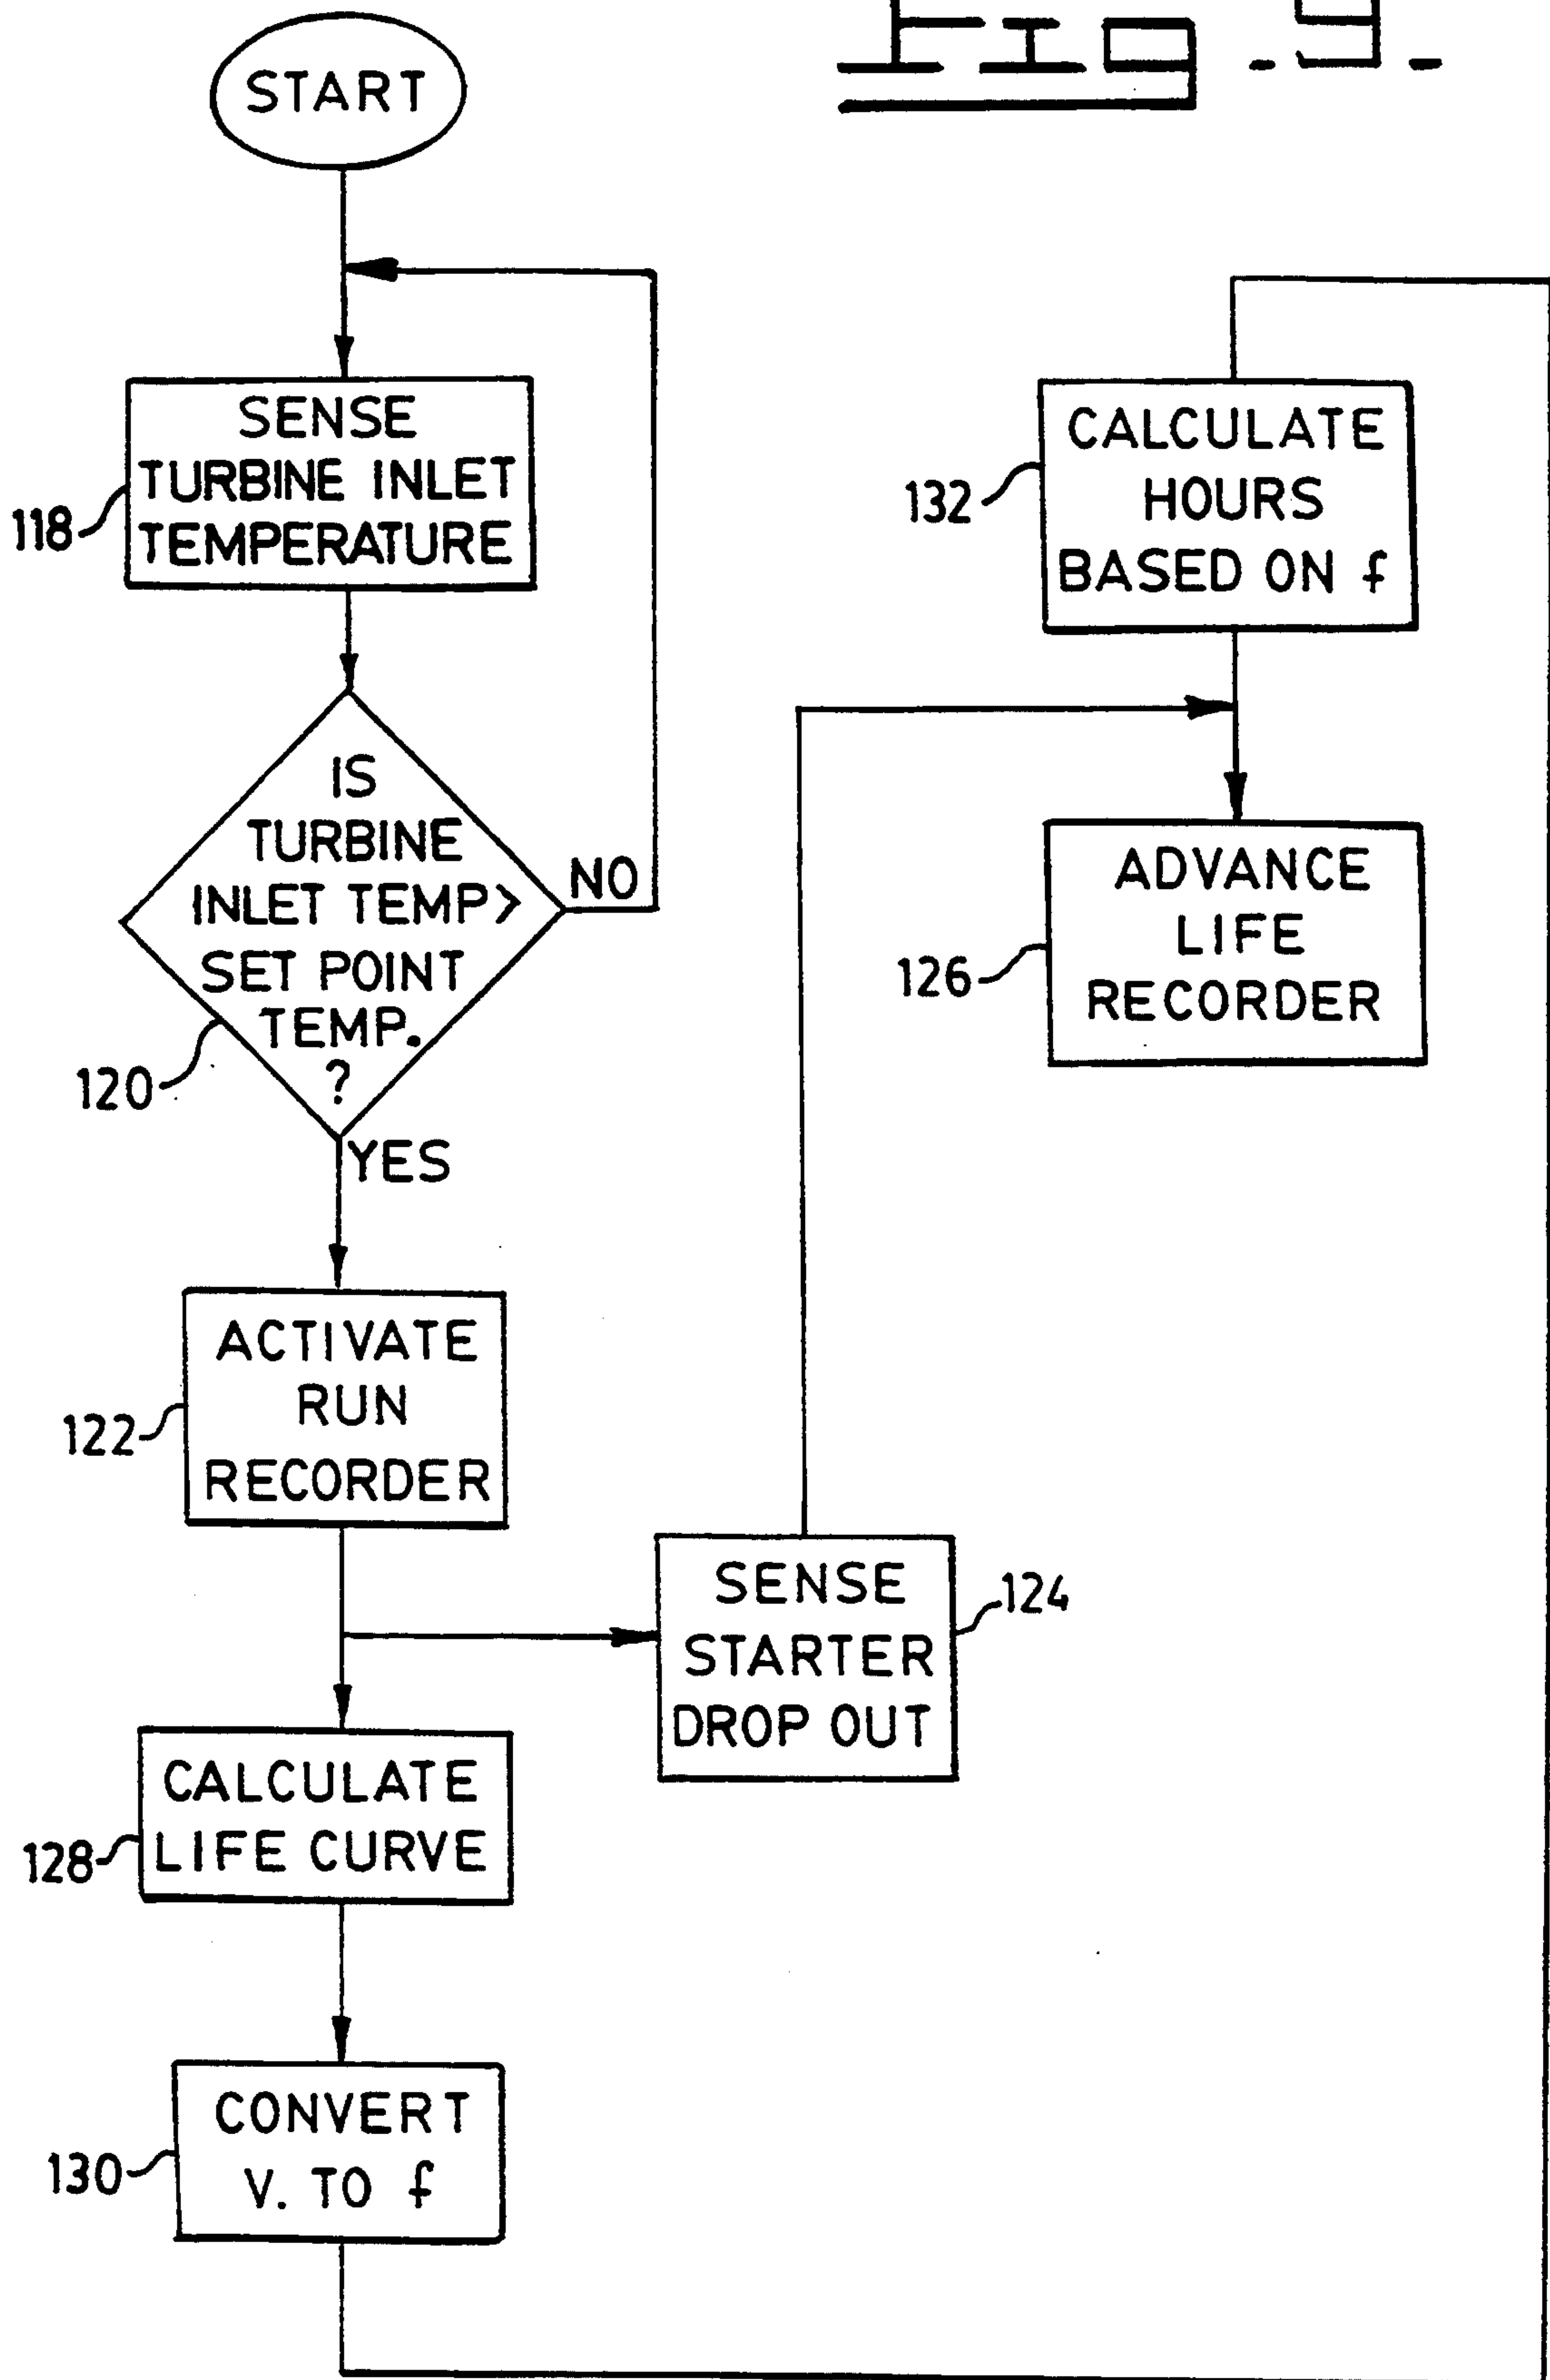 START
SENSE
TURBINE INLET
TEMPERATURE
118
IS
TURBINE
INLET TEMP>
SET POINT
TEMP.
?
120
NO
YES
ACTIVATE
RUN
RECORDER
122
SENSE
STARTER
DROP OUT
124
CALCULATE
LIFE CURVE
128
CONVERT
V. TO f
130
CALCULATE
HOURS
BASED ON f
132
ADVANCE
LIFE
RECORDER
126